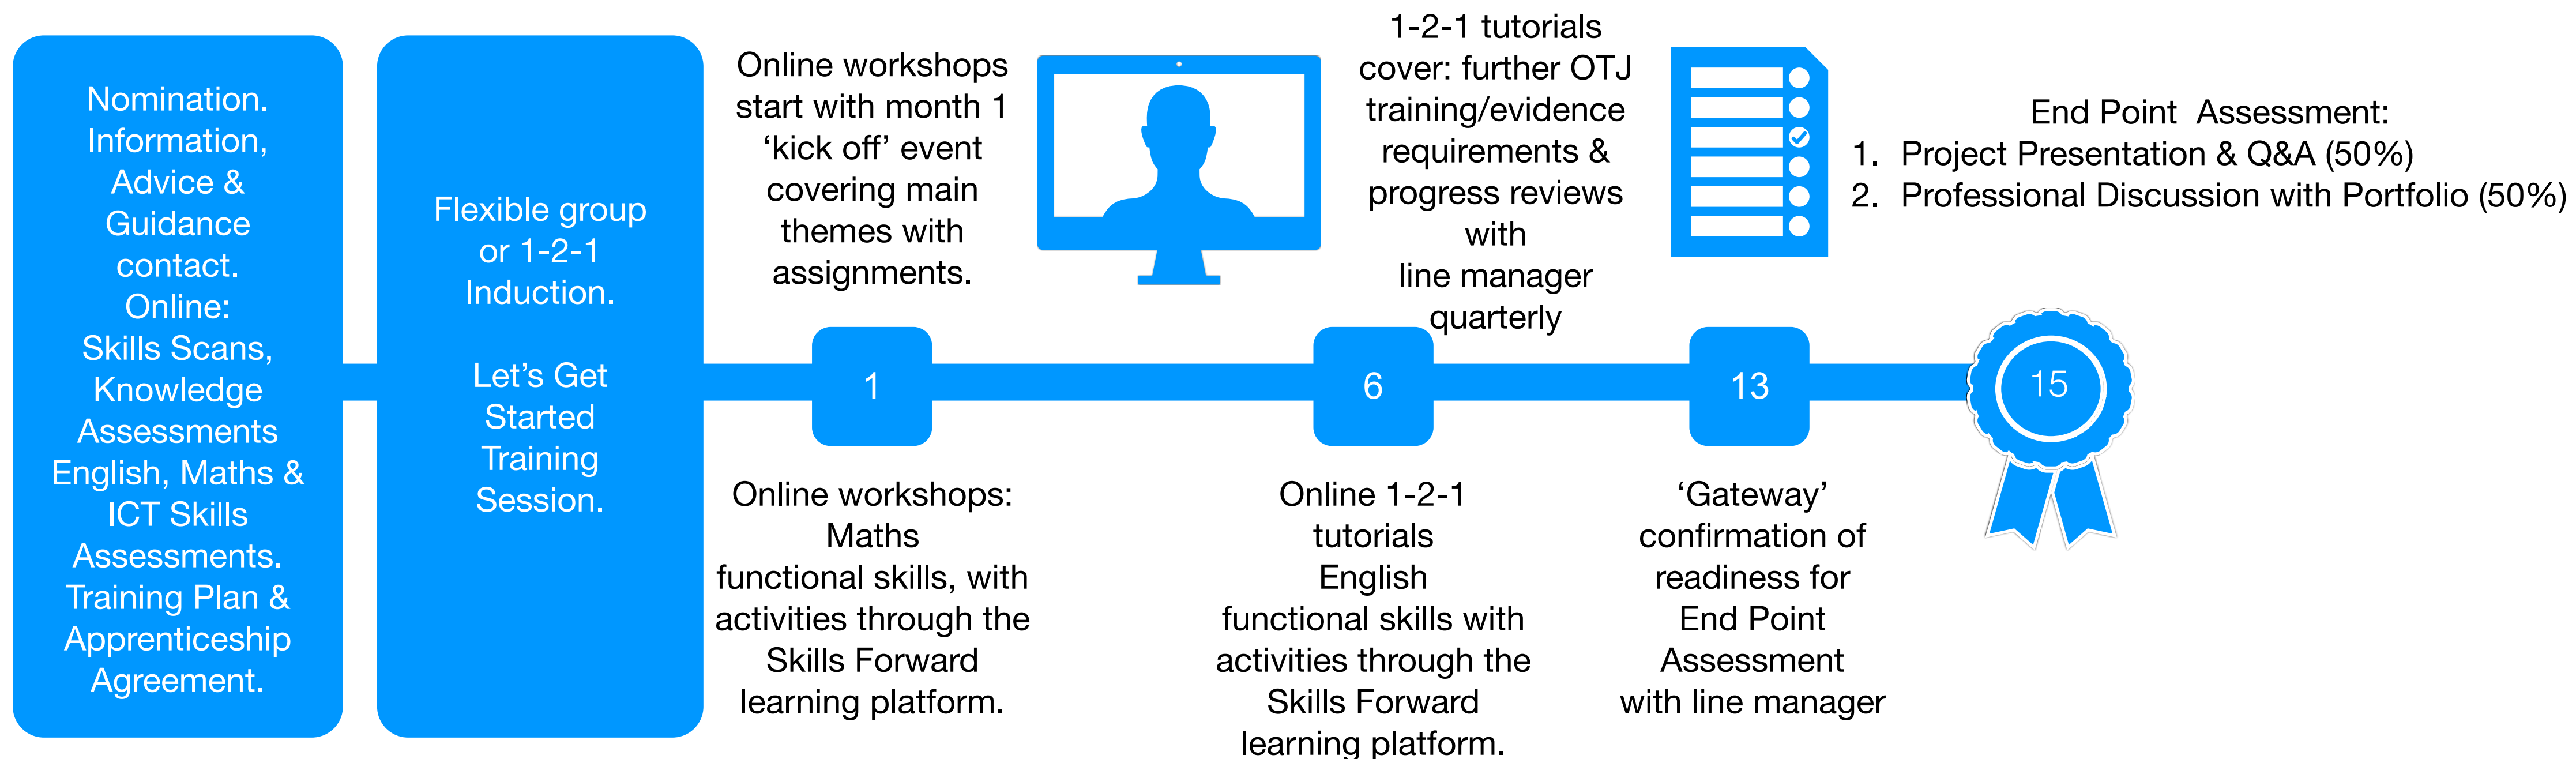 Nomination.
Information,
Advice &
Guidance
contact.
Online:
Skills Scans,
Knowledge
Assessments
English, Maths &
ICT Skills
Assessments.
Training Plan &
Apprenticeship
Agreement.
Flexible group
or 1-2-1
Induction.
Let’s Get
Started
Training
Session.
Online workshops
start with month 1
‘kick off’ event
covering main
themes with
assignments.
1
Online workshops:
Maths
functional skills, with
activities through the
Skills Forward
learning platform.
1-2-1 tutorials
cover: further OTJ
training/evidence
requirements &
progress reviews
with
line manager
quarterly
6
Online 1-2-1
tutorials
English
functional skills with
activities through the
Skills Forward
learning platform.
13
‘Gateway’
confirmation of
readiness for
End Point
Assessment
with line manager
End Point Assessment:
1. Project Presentation & Q&A (50%)
2. Professional Discussion with Portfolio (50%)
15